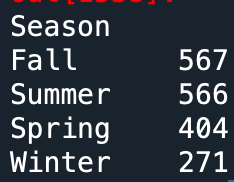 Season
Fall 567
Summer 566
Spring 404
Winter 271